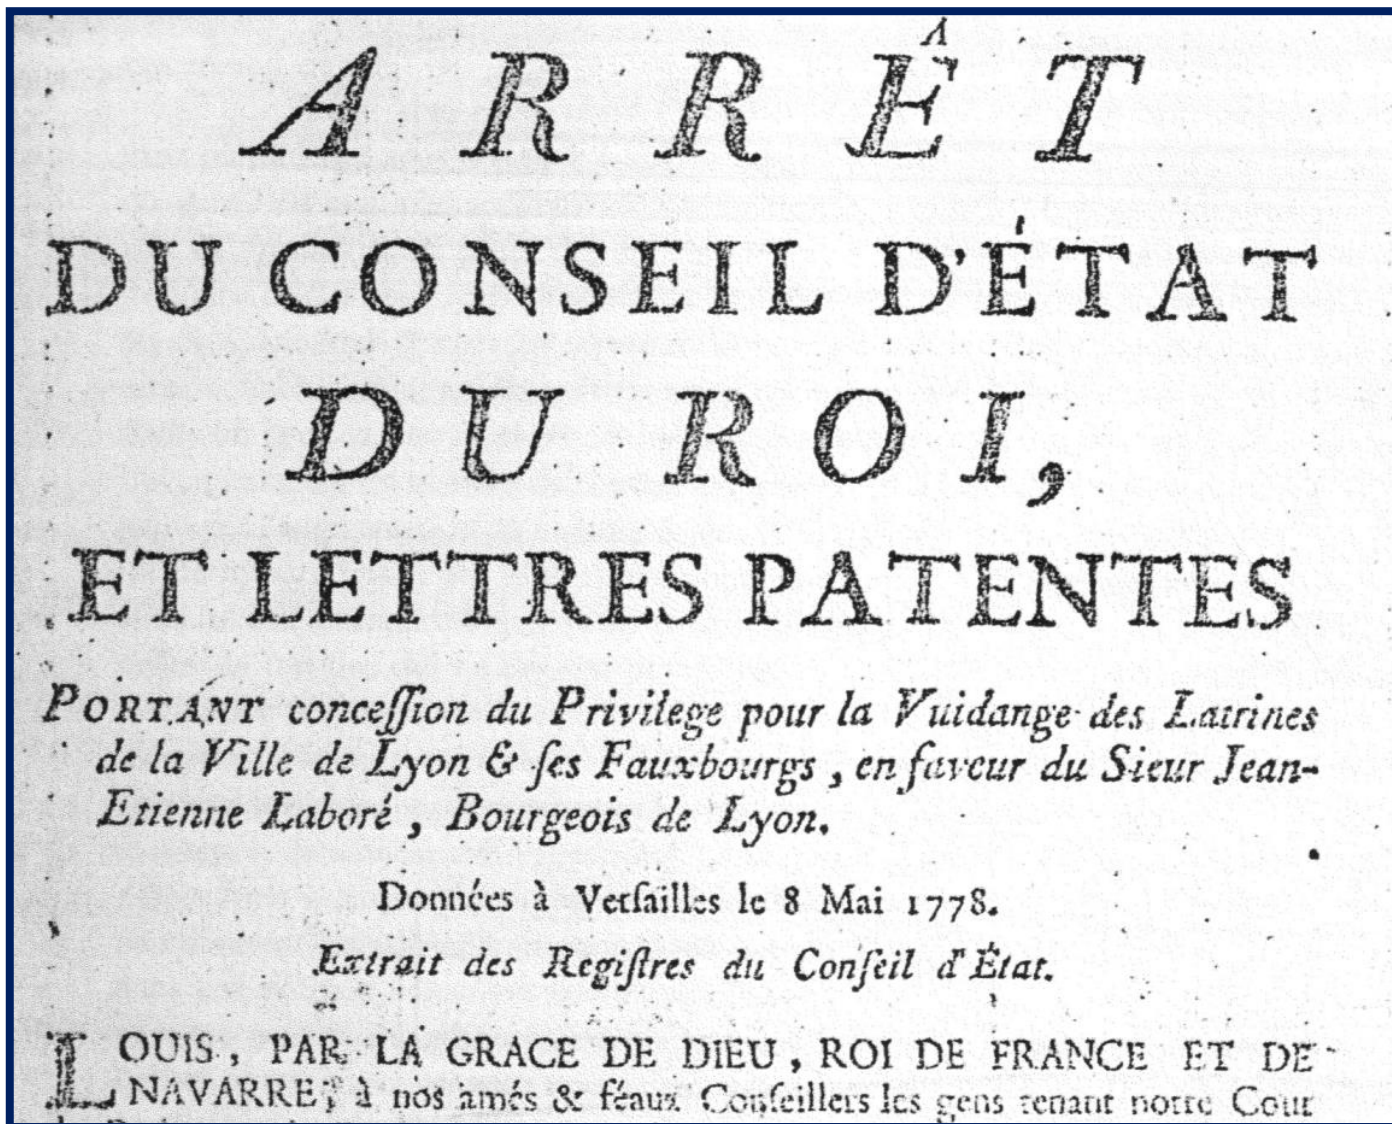 ARRÊT
DU CONSEIL D'ÉTAT
DU ROI,
ET LETTRES PATENTES
PORTANT conceſſion du Privilege pour la Vuidange des Latrines
de la Ville de Lyon & ſes Fauxbourgs, en faveur du Sieur Jean-
Etienne Laboré, Bourgeois de Lyon.
Données à Verſailles le 8 Mai 1778.
Extrait des Regiſtres du Conſeil d'État.
LOUIS, PAR LA GRACE DE DIEU, ROI DE FRANCE ET DE
NAVARRE, à nos amés & féaux Conſeillers les gens tenant notre Cour